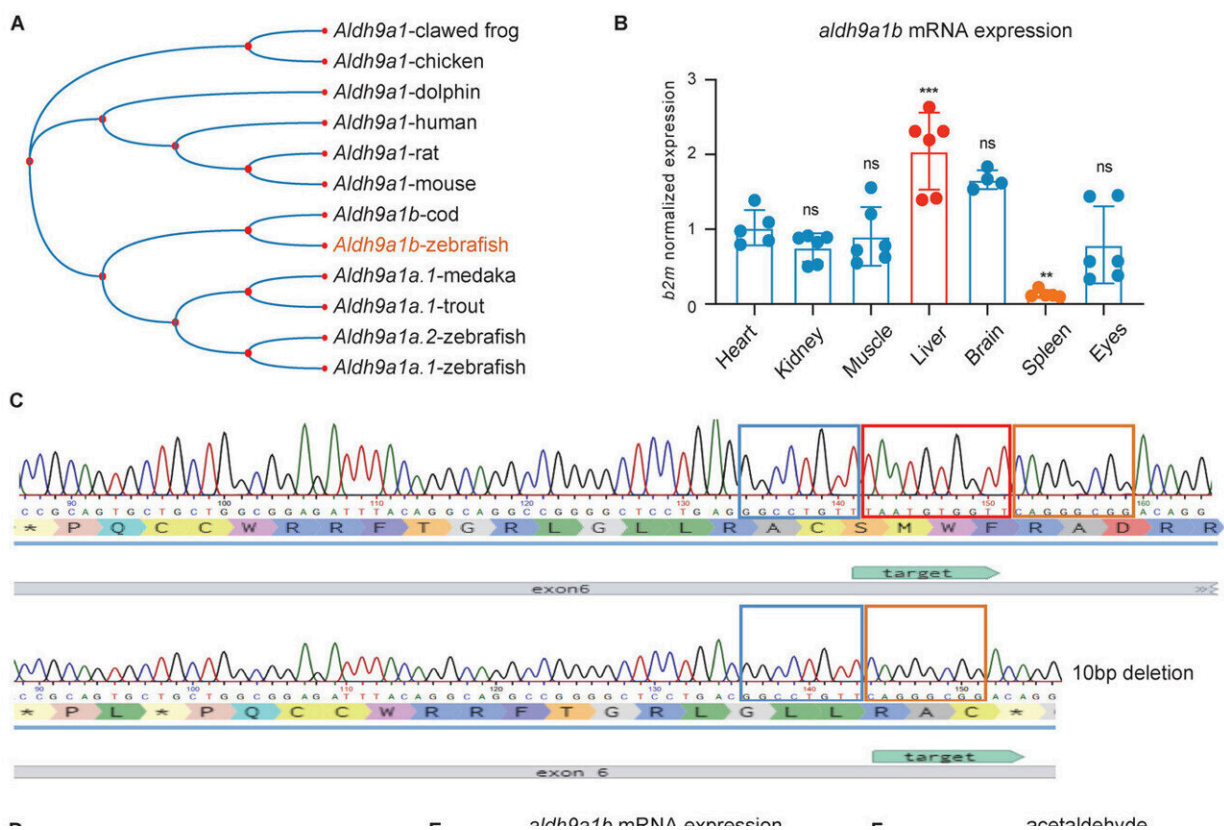 A
Aldh9a1-clawed frog
Aldh9a1-chicken
Aldh9a1-dolphin
Aldh9a1-human
Aldh9a1-rat
Aldh9a1-mouse
Aldh9a1b-cod
Aldh9a1b-zebrafish
Aldh9a1a.1-medaka
Aldh9a1a.1-trout
Aldh9a1a.2-zebrafish
Aldh9a1a.1-zebrafish
B
aldh9a1b mRNA expression
b2m normalized expression
3
2
1
0
ns
ns
***
ns
**
ns
Heart
Kidney
Muscle
Liver
Brain
Spleen
Eyes
C
90 100 110 120 130 140 150 160
CCGCAGTGCTGCTGGCGGAGATTTACAGGCAGGCCGGGGCTCCTGAGGGCCTGTTTAATGTGGTTCAGGGCGGACAGG
* P Q C C W R R F T G R L G L L R A C S M W F R A D R R
target
exon6
90 100 110 120 130 140 150
CCGCAGTGCTGCTGGCGGAGATTTACAGGCAGGCCGGGGCTCCTGACGGCCTGTTCAGGGCGGACAGG
10bp deletion
* P L * P Q C C W R R F T G R L G L L R A C *
target
exon 6
aldh9a1b mRNA expression
acetaldehyde